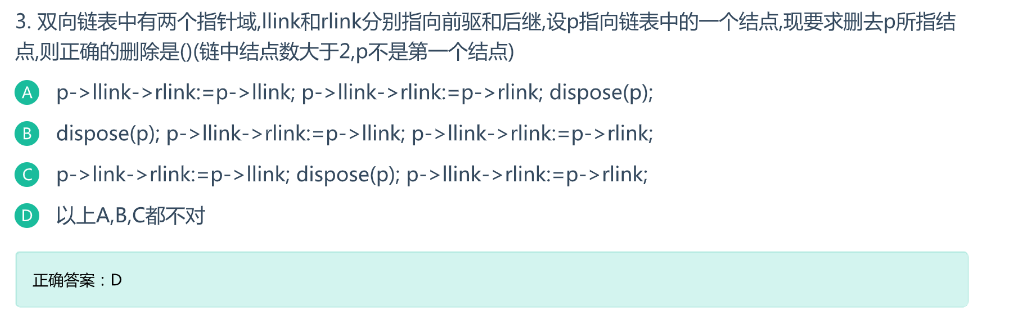 3. 双向链表中有两个指针域,llink和rlink分别指向前驱和后继,设p指向链表中的一个结点,现要求删去p所指结
点,则正确的删除是()(链中结点数大于2,p不是第一个结点)
A p->llink->rlink:=p->llink; p->llink->rlink:=p->rlink; dispose(p);
B dispose(p); p->llink->rlink:=p->llink; p->llink->rlink:=p->rlink;
C p->link->rlink:=p->llink; dispose(p); p->llink->rlink:=p->rlink;
D 以上A,B,C都不对
正确答案：D